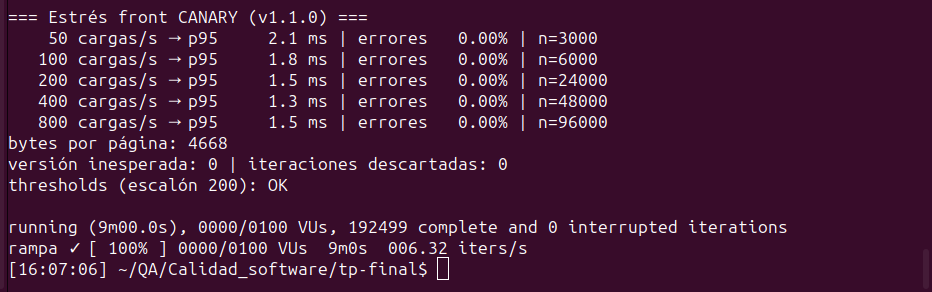 === Estrés front CANARY (v1.1.0) ===
50 cargas/s → p95 2.1 ms | errores 0.00% | n=3000
100 cargas/s → p95 1.8 ms | errores 0.00% | n=6000
200 cargas/s → p95 1.5 ms | errores 0.00% | n=24000
400 cargas/s → p95 1.3 ms | errores 0.00% | n=48000
800 cargas/s → p95 1.5 ms | errores 0.00% | n=96000
bytes por página: 4668
versión inesperada: 0 | iteraciones descartadas: 0
thresholds (escalón 200): OK
running (9m00.0s), 0000/0100 VUs, 192499 complete and 0 interrupted iterations
rampa ✓ [ 100% ] 0000/0100 VUs 9m0s 006.32 iters/s
[16:07:06] ~/QA/Calidad_software/tp-final$